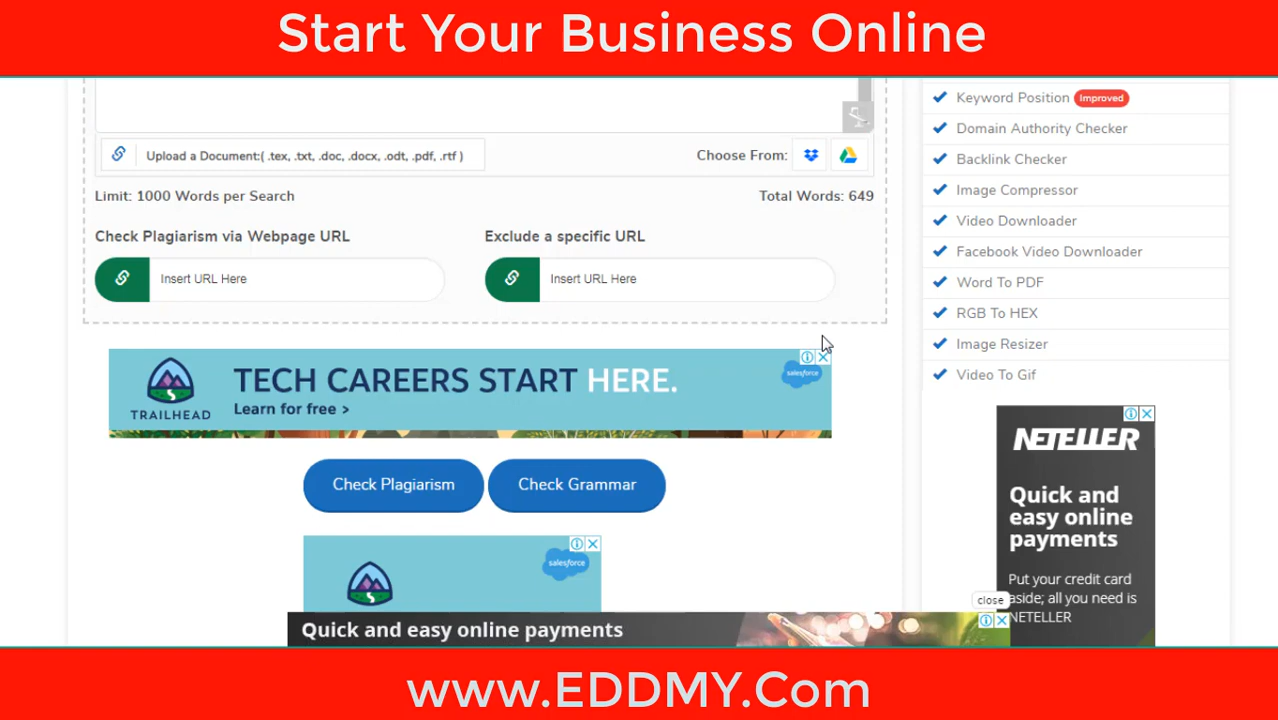 Start Your Business Online
Upload a Document:( .tex, .txt, .doc, .docx, .odt, .pdf, .rtf )
Choose From:
Limit: 1000 Words per Search
Total Words: 649
Check Plagiarism via Webpage URL
Exclude a specific URL
Insert URL Here
Insert URL Here
TRAILHEAD
TECH CAREERS START HERE.
Learn for free >
salesforce
Check Plagiarism
Check Grammar
salesforce
Keyword Position Improved
Domain Authority Checker
Backlink Checker
Image Compressor
Video Downloader
Facebook Video Downloader
Word To PDF
RGB To HEX
Image Resizer
Video To Gif
NETELLER
Quick and
easy online
payments
Put your credit card
aside; all you need is
NETELLER
close
Quick and easy online payments
www.EDDMY.Com